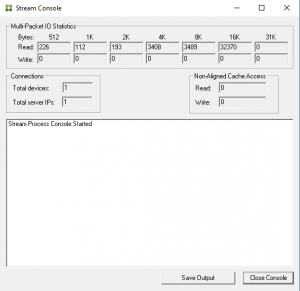 Stream Console
Multi-Packet IO Statistics
Bytes: 512 1K 2K 4K 8K 16K 31K
Read: 226 112 193 3408 3489 32370 0
Write: 0 0 0 0 0 0 0
Connections
Total devices: 1
Total server IPs: 1
Non-Aligned Cache Access
Read: 0
Write: 0
Stream Process Console Started
Save Output
Close Console